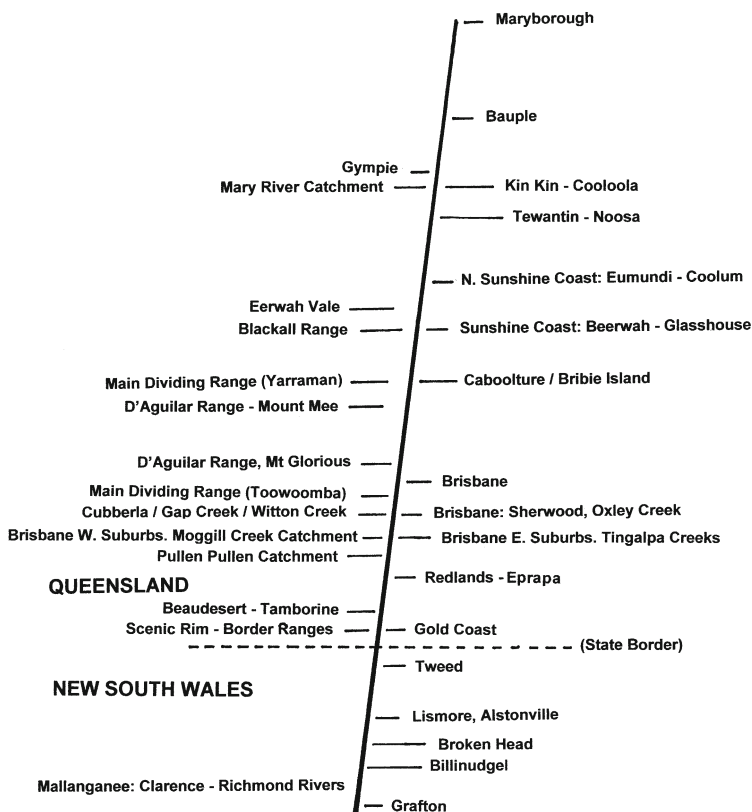 Maryborough
Bauple
Gympie
Mary River Catchment
Kin Kin - Cooloola
Tewantin - Noosa
N. Sunshine Coast: Eumundi - Coolum
Eerwah Vale
Blackall Range
Sunshine Coast: Beerwah - Glasshouse
Main Dividing Range (Yarraman)
Caboolture / Bribie Island
D'Aguilar Range - Mount Mee
D'Aguilar Range, Mt Glorious
Brisbane
Main Dividing Range (Toowoomba)
Cubberla / Gap Creek / Witton Creek
Brisbane: Sherwood, Oxley Creek
Brisbane W. Suburbs. Moggill Creek Catchment
Brisbane E. Suburbs. Tingalpa Creeks
Pullen Pullen Catchment
Redlands - Eprapa
QUEENSLAND
Beaudesert - Tamborine
Scenic Rim - Border Ranges
Gold Coast
(State Border)
Tweed
NEW SOUTH WALES
Lismore, Alstonville
Broken Head
Billinudgel
Mallanganee: Clarence - Richmond Rivers
Grafton